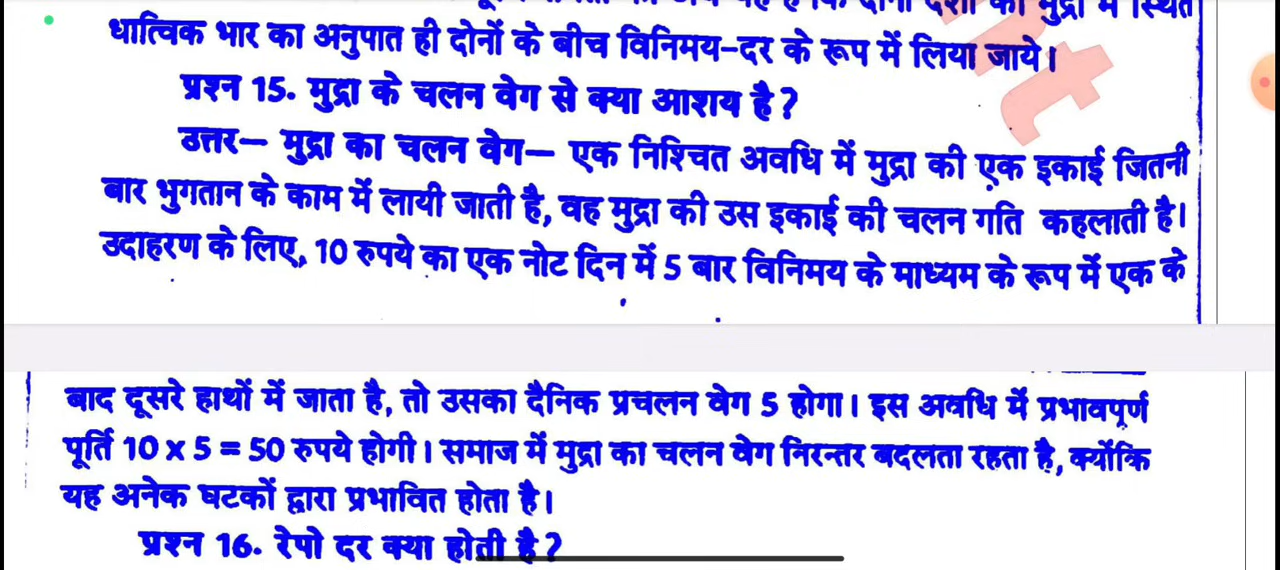 दोनों देशों की मुद्रा में स्थित
धात्विक भार का अनुपात ही दोनों के बीच विनिमय-दर के रूप में लिया जाये।
प्रश्न 15. मुद्रा के चलन वेग से क्या आशय है?
उत्तर— मुद्रा का चलन वेग— एक निश्चित अवधि में मुद्रा की एक इकाई जितनी
बार भुगतान के काम में लायी जाती है, वह मुद्रा की उस इकाई की चलन गति कहलाती है।
उदाहरण के लिए, 10 रुपये का एक नोट दिन में 5 बार विनिमय के माध्यम के रूप में एक के
बाद दूसरे हाथों में जाता है, तो उसका दैनिक प्रचलन वेग 5 होगा। इस अवधि में प्रभावपूर्ण
पूर्ति 10 x 5 = 50 रुपये होगी। समाज में मुद्रा का चलन वेग निरन्तर बदलता रहता है, क्योंकि
यह अनेक घटकों द्वारा प्रभावित होता है।
प्रश्न 16. रेपो दर क्या होती है?